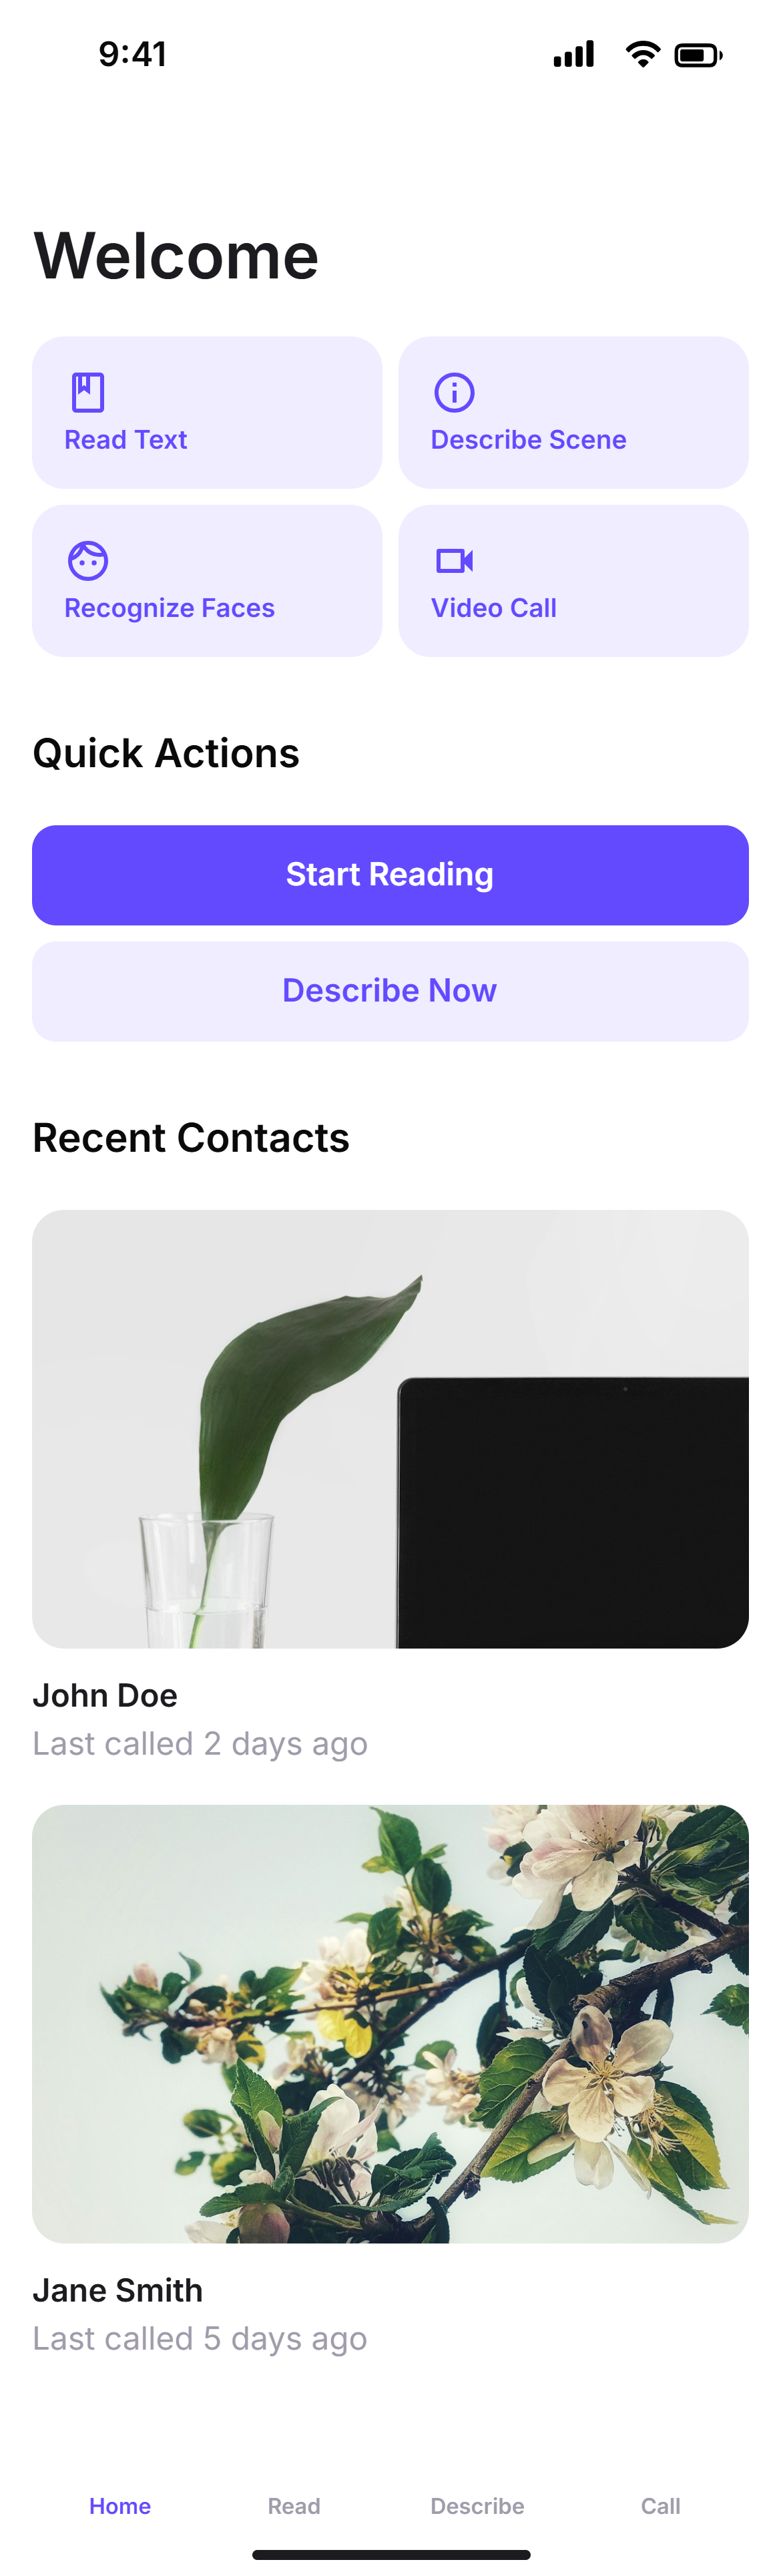 9:41
Welcome
Read Text
Describe Scene
Recognize Faces
Video Call
Quick Actions
Start Reading
Describe Now
Recent Contacts
John Doe
Last called 2 days ago
Jane Smith
Last called 5 days ago
Home
Read
Describe
Call